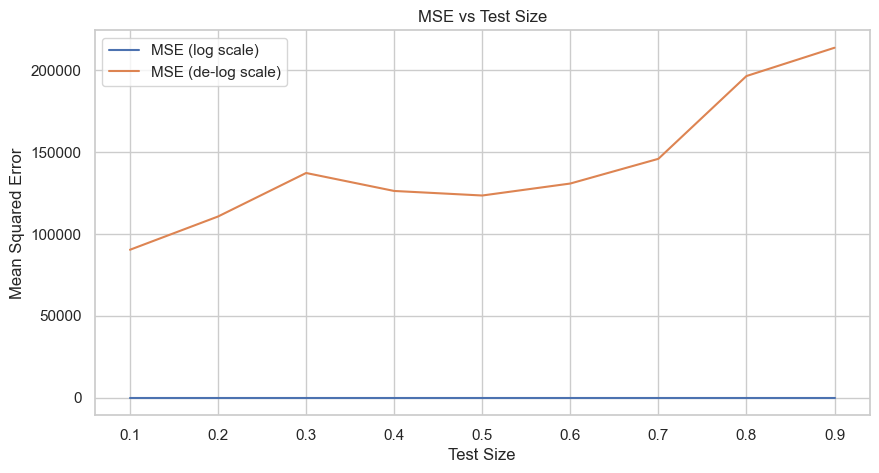 MSE vs Test Size
MSE (log scale)
MSE (de-log scale)
Mean Squared Error
200000
150000
100000
50000
0
0.1 0.2 0.3 0.4 0.5 0.6 0.7 0.8 0.9
Test Size